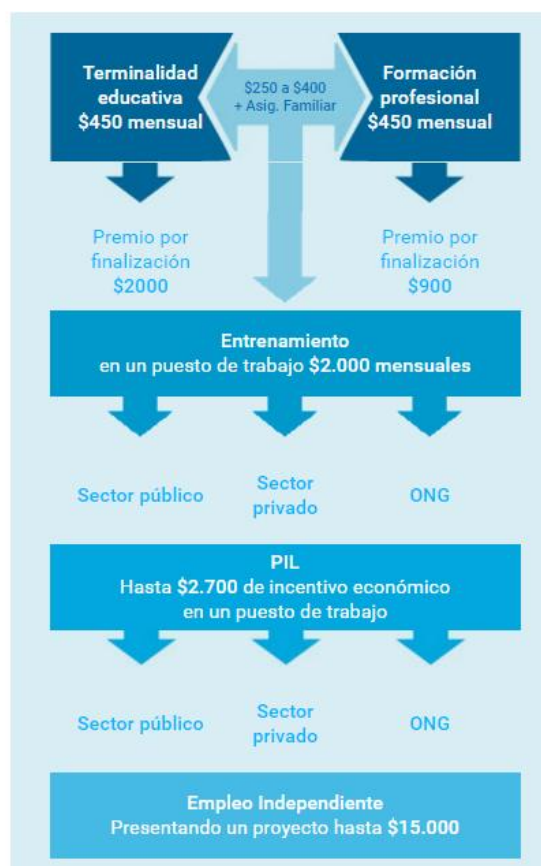 Terminalidad
educativa
$450 mensual
$250 a $400
+ Asig. Familiar
Formación
profesional
$450 mensual
Premio por
finalización
$2000
Premio por
finalización
$900
Entrenamiento
en un puesto de trabajo $2.000 mensuales
Sector público
Sector
privado
ONG
PIL
Hasta $2.700 de incentivo económico
en un puesto de trabajo
Sector público
Sector
privado
ONG
Empleo Independiente
Presentando un proyecto hasta $15.000